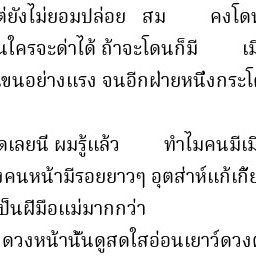 ต่ยังไม่ยอมปล่อย สม คงโดน
นใครจะด่าได้ ถ้าจะโดนก็มี เมี
แขนอย่างแรง จนอีกฝ่ายหนึ่งกระโด
ดเลยนี่ ผมรู้แล้ว ทำไมคนมีเมี
งคนหน้ามีรอยยาวๆ อุตส่าห์แก้เกี้ย
ป็นฝีมือแม่มากกว่า
ดวงหน้านั้นดูสดใสอ่อนเยาว์ดวงต